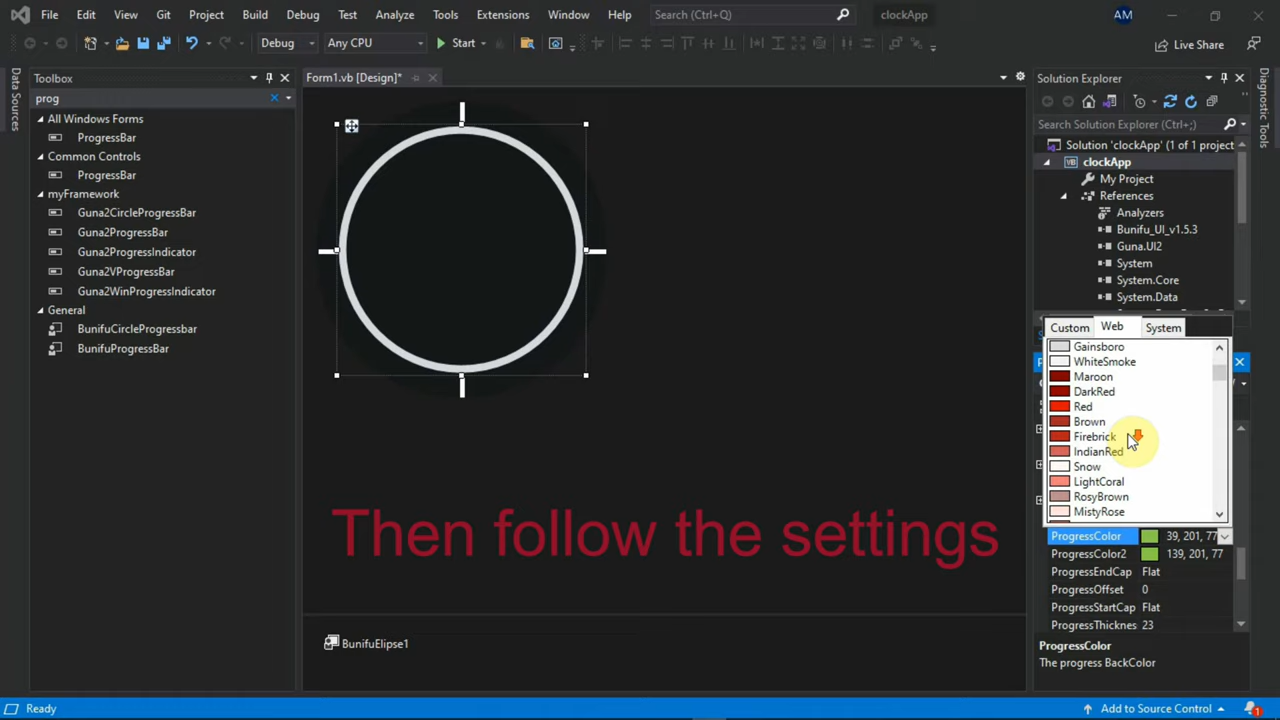 File Edit View Git Project Build Debug Test Analyze Tools Extensions Window Help Search (Ctrl+Q) clockApp AM
Debug Any CPU Start Live Share
Data Sources
Toolbox
prog
All Windows Forms
ProgressBar
Common Controls
ProgressBar
myFramework
Guna2CircleProgressBar
Guna2ProgressBar
Guna2ProgressIndicator
Guna2VProgressBar
Guna2WinProgressIndicator
General
BunifuCircleProgressbar
BunifuProgressBar
Form1.vb [Design]*
Then follow the settings
BunifuElipse1
Solution Explorer
Search Solution Explorer (Ctrl+;)
Solution 'clockApp' (1 of 1 project
VB clockApp
My Project
References
Analyzers
Bunifu_UI_v1.5.3
Guna.UI2
System
System.Core
System.Data
Custom Web System
Gainsboro
WhiteSmoke
Maroon
DarkRed
Red
Brown
Firebrick
IndianRed
Snow
LightCoral
RosyBrown
MistyRose
ProgressColor 39, 201, 77
ProgressColor2 139, 201, 77
ProgressEndCap Flat
ProgressOffset 0
ProgressStartCap Flat
ProgressThicknes 23
ProgressColor
The progress BackColor
Diagnostic Tools
Ready Add to Source Control 1